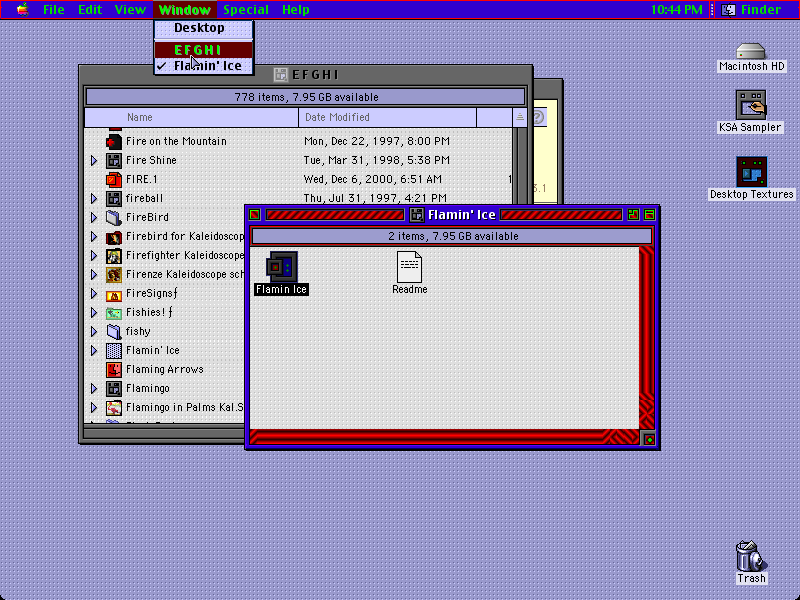 File Edit View Window Special Help 10:44 PM Finder
Desktop
EFGHI
✓ Flamin' Ice
Macintosh HD
KSA Sampler
Desktop Textures
Trash
EFGHI
778 items, 7.95 GB available
Name Date Modified
Fire on the Mountain Mon, Dec 22, 1997, 8:00 PM
Fire Shine Tue, Mar 31, 1998, 5:38 PM
FIRE.1 Wed, Dec 6, 2000, 6:51 AM 1
fireball Thu, Jul 31, 1997, 4:21 PM
FireBird
Firebird for Kaleidoscop
Firefighter Kaleidoscope
Firenze Kaleidoscope sch
FireSignsƒ
Fishies! ƒ
fishy
Flamin' Ice
Flaming Arrows
Flamingo
Flamingo in Palms Kal.S
3.1
Flamin' Ice
2 items, 7.95 GB available
Flamin Ice
Readme